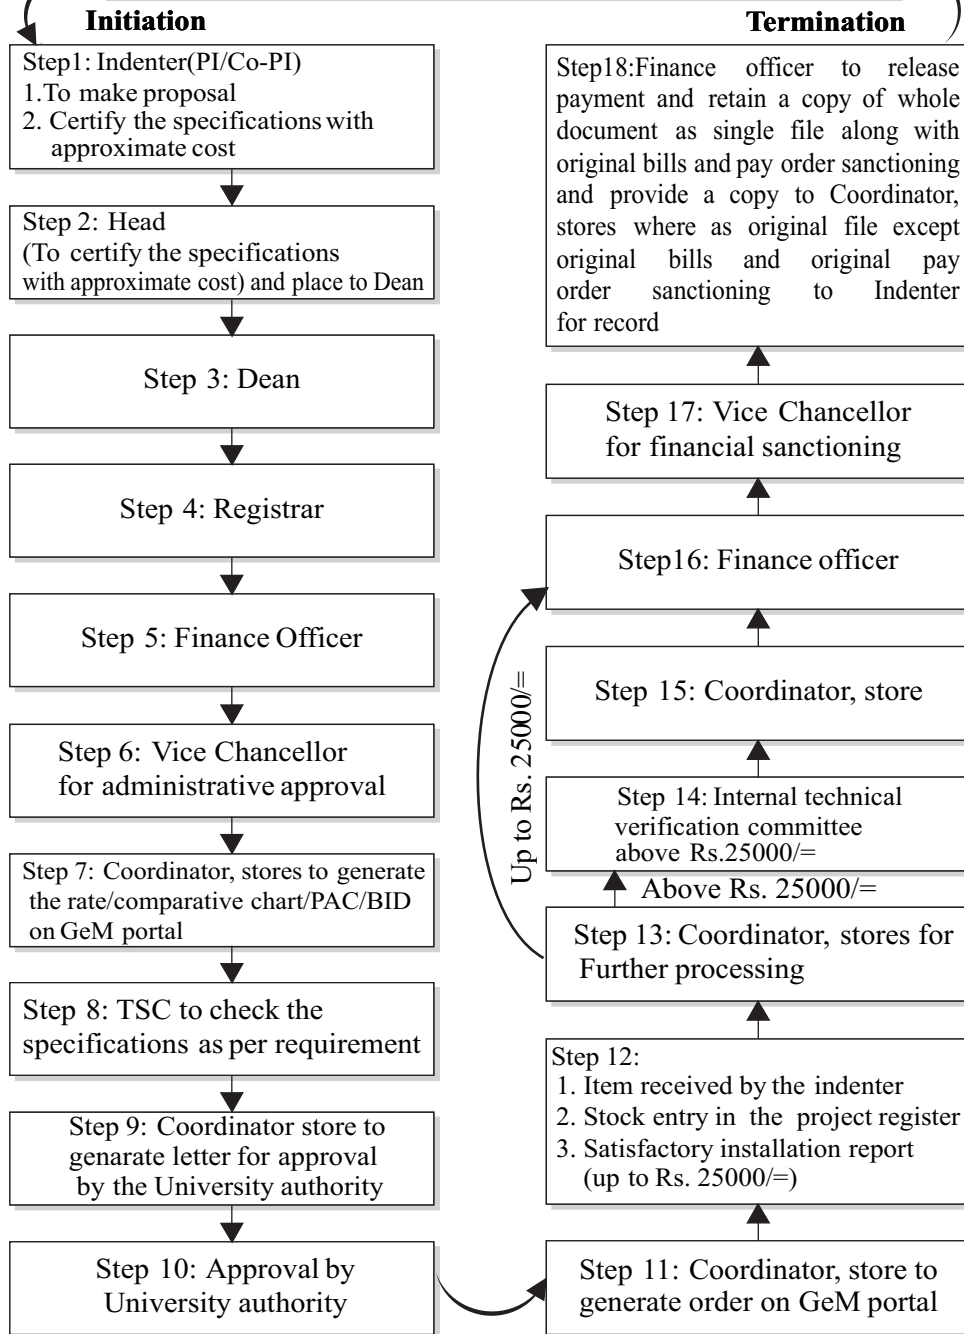 Initiation
Step1: Indenter(PI/Co-PI)
1.To make proposal
2. Certify the specifications with
approximate cost
Step 2: Head
(To certify the specifications
with approximate cost) and place to Dean
Step 3: Dean
Step 4: Registrar
Step 5: Finance Officer
Step 6: Vice Chancellor
for administrative approval
Step 7: Coordinator, stores to generate
the rate/comparative chart/PAC/BID
on GeM portal
Step 8: TSC to check the
specifications as per requirement
Step 9: Coordinator store to
genarate letter for approval
by the University authority
Step 10: Approval by
University authority
Termination
Step18:Finance officer to release
payment and retain a copy of whole
document as single file along with
original bills and pay order sanctioning
and provide a copy to Coordinator,
stores where as original file except
original bills and original pay
order sanctioning to Indenter
for record
Step 17: Vice Chancellor
for financial sanctioning
Step16: Finance officer
Step 15: Coordinator, store
Up to Rs. 25000/=
Step 14: Internal technical
verification committee
above Rs.25000/=
Above Rs. 25000/=
Step 13: Coordinator, stores for
Further processing
Step 12:
1. Item received by the indenter
2. Stock entry in the project register
3. Satisfactory installation report
(up to Rs. 25000/=)
Step 11: Coordinator, store to
generate order on GeM portal